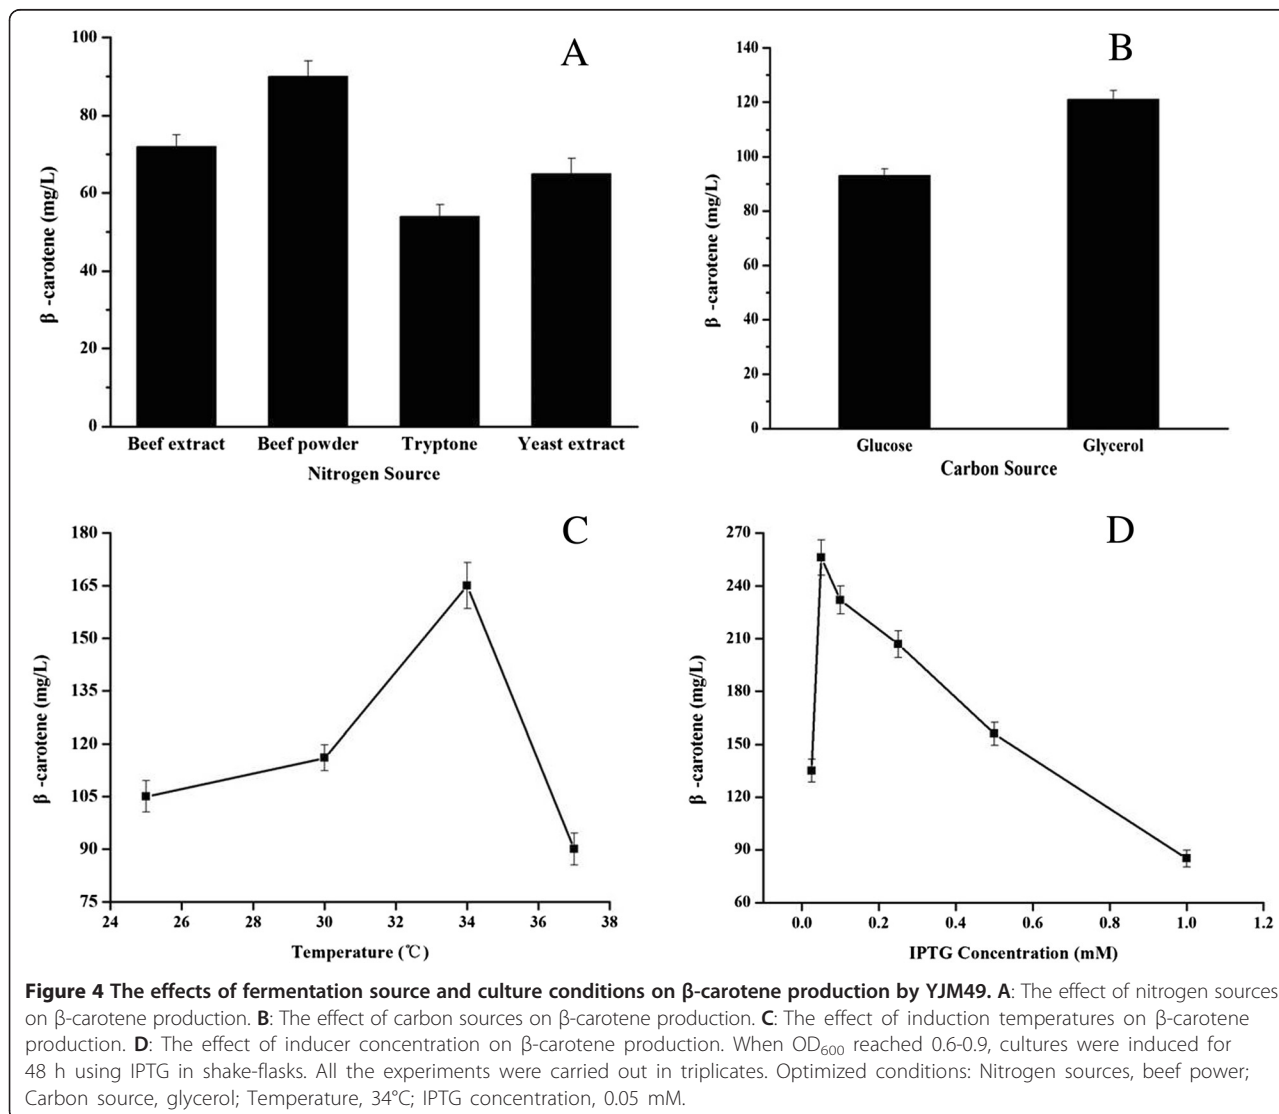 A
100
80
60
40
20
0
β -carotene (mg/L)
Beef extract Beef powder Tryptone Yeast extract
Nitrogen Source
B
140
120
100
80
60
40
20
0
β -carotene (mg/L)
Glucose Glycerol
Carbon Source
C
180
165
150
135
120
105
90
75
β -carotene (mg/L)
24 26 28 30 32 34 36 38
Temperature (℃)
D
270
240
210
180
150
120
90
60
β -carotene (mg/L)
0.0 0.2 0.4 0.6 0.8 1.0 1.2
IPTG Concentration (mM)
Figure 4 The effects of fermentation source and culture conditions on β-carotene production by YJM49. A: The effect of nitrogen sources
on β-carotene production. B: The effect of carbon sources on β-carotene production. C: The effect of induction temperatures on β-carotene
production. D: The effect of inducer concentration on β-carotene production. When OD600 reached 0.6-0.9, cultures were induced for
48 h using IPTG in shake-flasks. All the experiments were carried out in triplicates. Optimized conditions: Nitrogen sources, beef power;
Carbon source, glycerol; Temperature, 34°C; IPTG concentration, 0.05 mM.